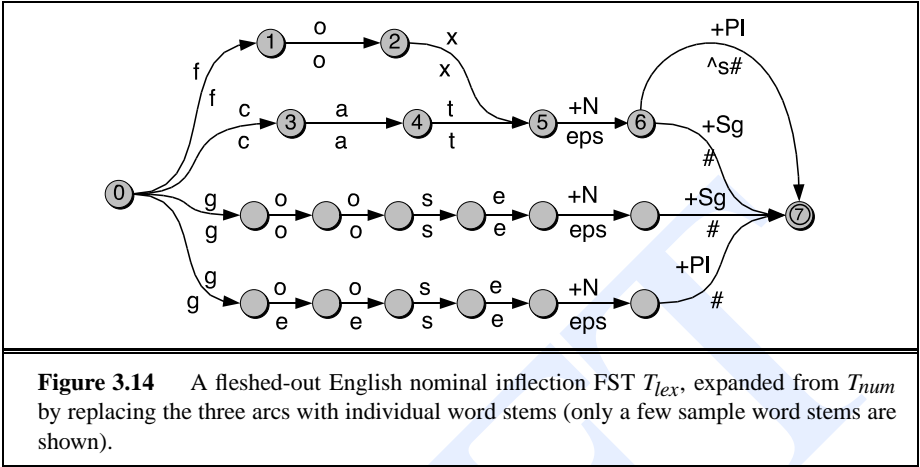 +Pl
^s#
1 o 2 x
o x
f
f
c 3 a 4 t 5 +N 6 +Sg
c a t eps #
0
g o o s e +N +Sg 7
g o o s e eps #
g o o s e +N +Pl
g e e s e eps #
Figure 3.14 A fleshed-out English nominal inflection FST Tlex, expanded from Tnum
by replacing the three arcs with individual word stems (only a few sample word stems are
shown).